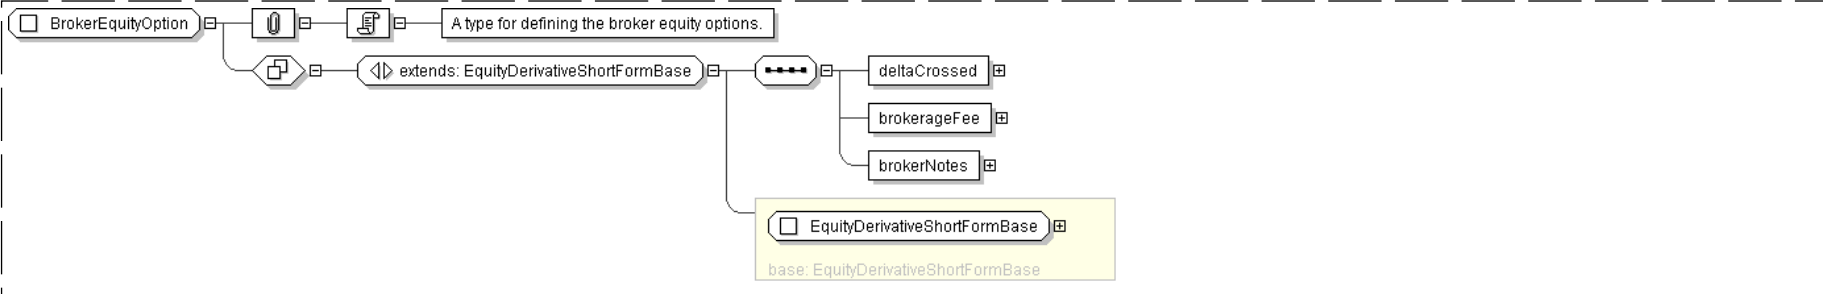 BrokerEquityOption
A type for defining the broker equity options.
extends: EquityDerivativeShortFormBase
deltaCrossed
brokerageFee
brokerNotes
EquityDerivativeShortFormBase
base: EquityDerivativeShortFormBase